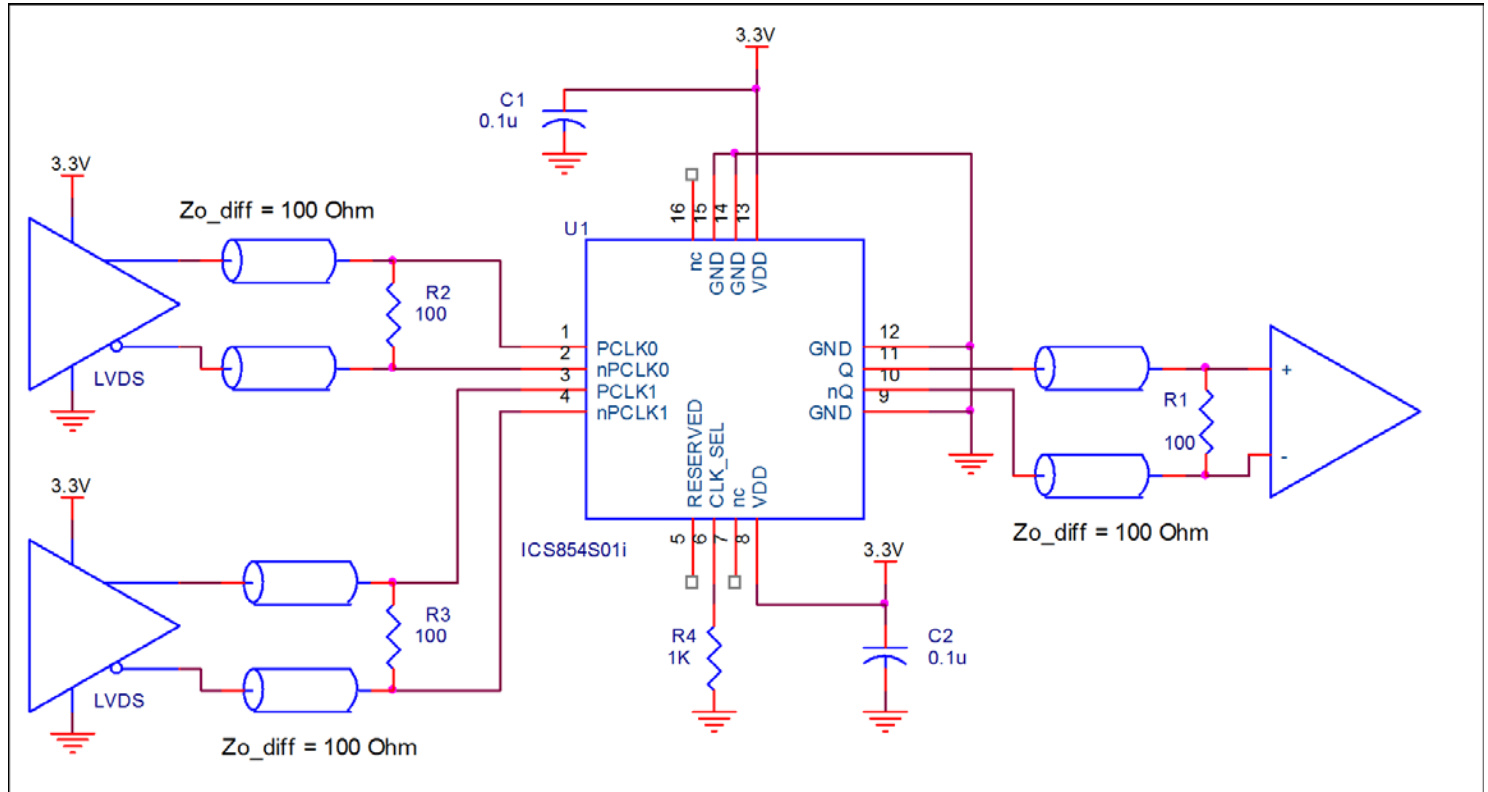 3.3V
C1
0.1u
3.3V
Zo_diff = 100 Ohm
16
15
14
13
U1
nc
GND
GND
VDD
R2
100
LVDS
1
2
3
4
PCLK0
nPCLK0
PCLK1
nPCLK1
GND
Q
nQ
GND
12
11
10
9
+
-
R1
100
Zo_diff = 100 Ohm
RESERVED
CLK_SEL
nc
VDD
5
6
7
8
ICS854S01i
3.3V
3.3V
R3
100
LVDS
Zo_diff = 100 Ohm
R4
1K
C2
0.1u